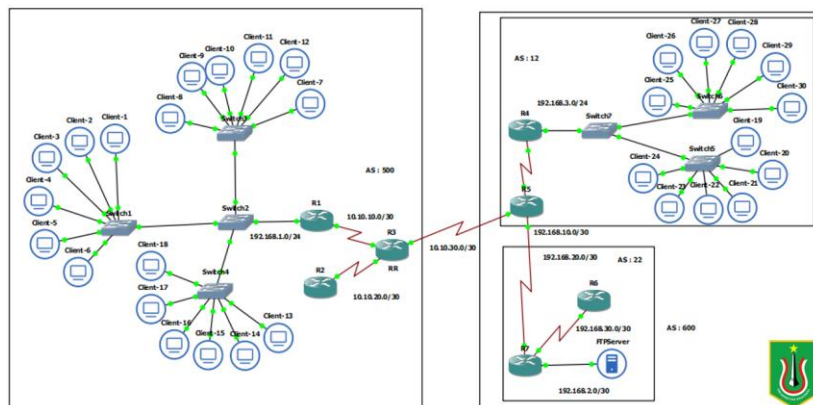 Client-11
Client-10
Client-12
Client-9
Client-7
Client-8
Switch3
Client-1
Client-2
Client-3
Client-4
Client-5
Client-6
Switch1
AS : 500
Switch2
R1
10.10.10.0/30
192.168.1.0/24
R3
RR
Client-18
Switch4
Client-17
R2
10.10.20.0/30
Client-13
Client-16
Client-15
Client-14
10.10.30.0/30
AS : 12
Client-27
Client-28
Client-26
Client-29
Client-25
Client-30
Switch6
192.168.3.0/24
R4
Switch7
Client-19
Switch5
Client-24
Client-20
Client-23
Client-22
Client-21
R5
192.168.10.0/30
192.168.20.0/30
AS : 22
R6
192.168.30.0/30
AS : 600
R7
FTPServer
192.168.2.0/30